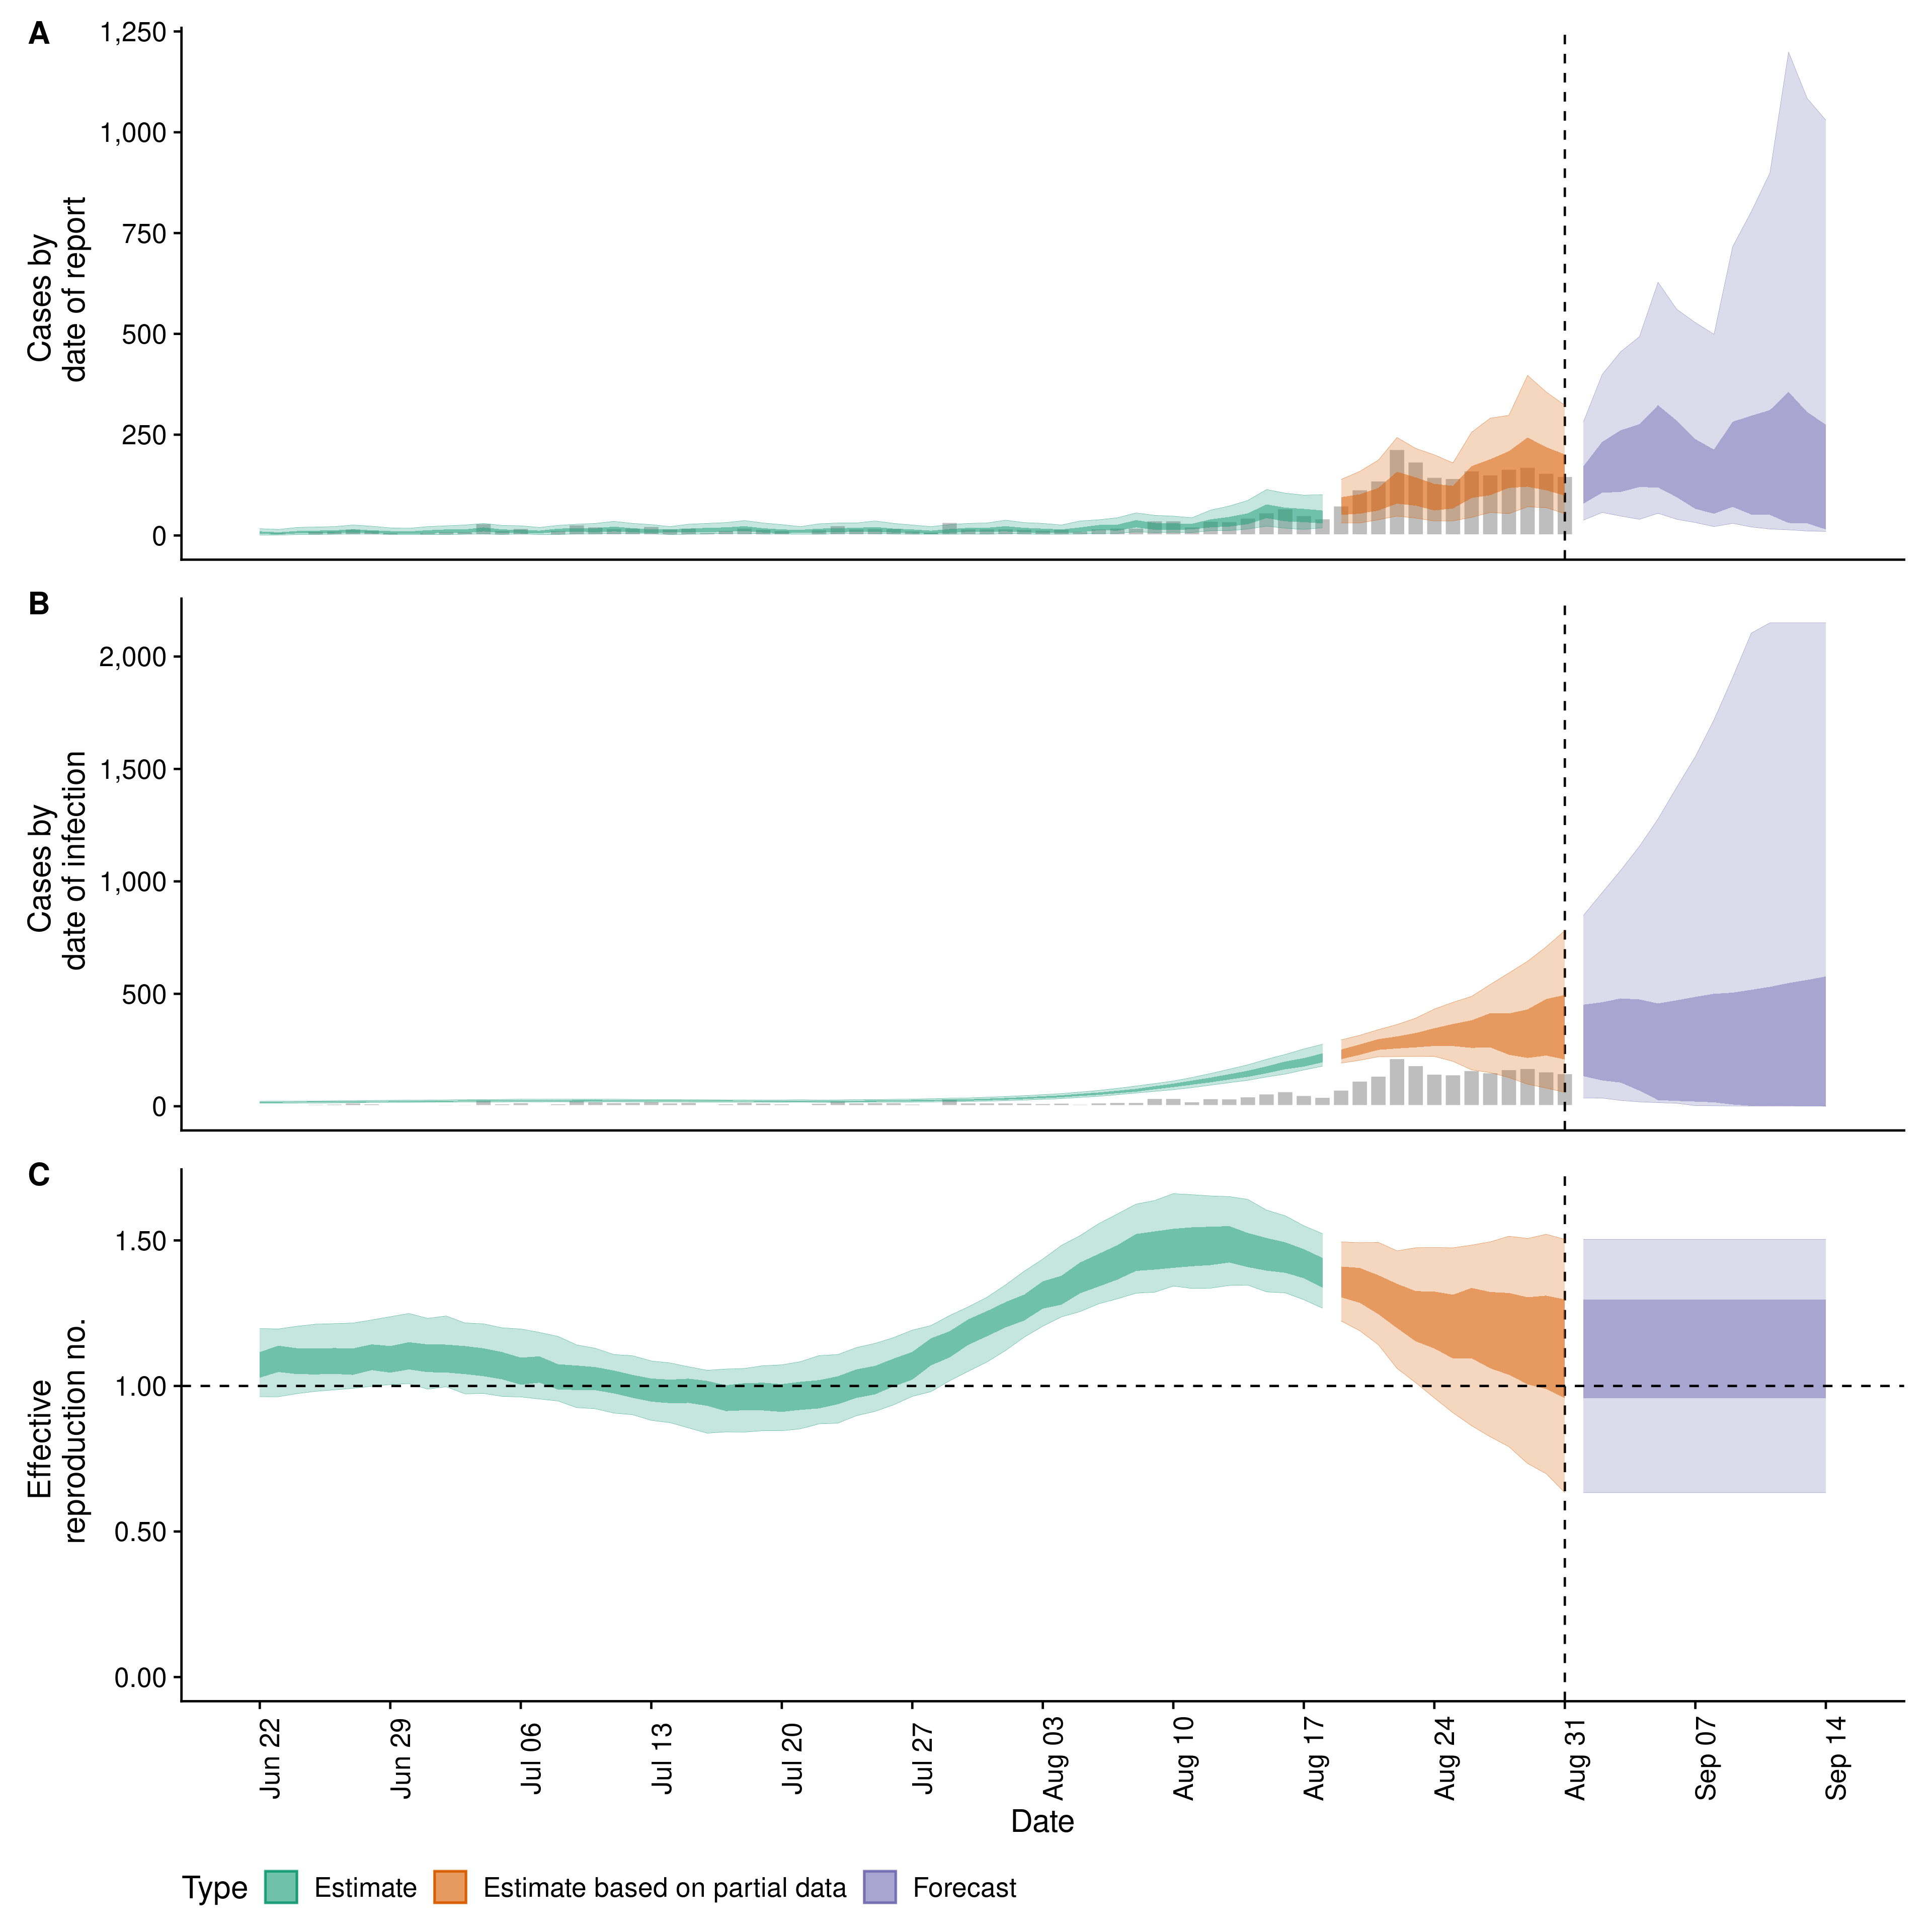 A
Cases by
date of report
1,250
1,000
750
500
250
0
B
Cases by
date of infection
2,000
1,500
1,000
500
0
C
Effective
reproduction no.
1.50
1.00
0.50
0.00
Jun 22
Jun 29
Jul 06
Jul 13
Jul 20
Jul 27
Aug 03
Aug 10
Aug 17
Aug 24
Aug 31
Sep 07
Sep 14
Date
Type Estimate Estimate based on partial data Forecast